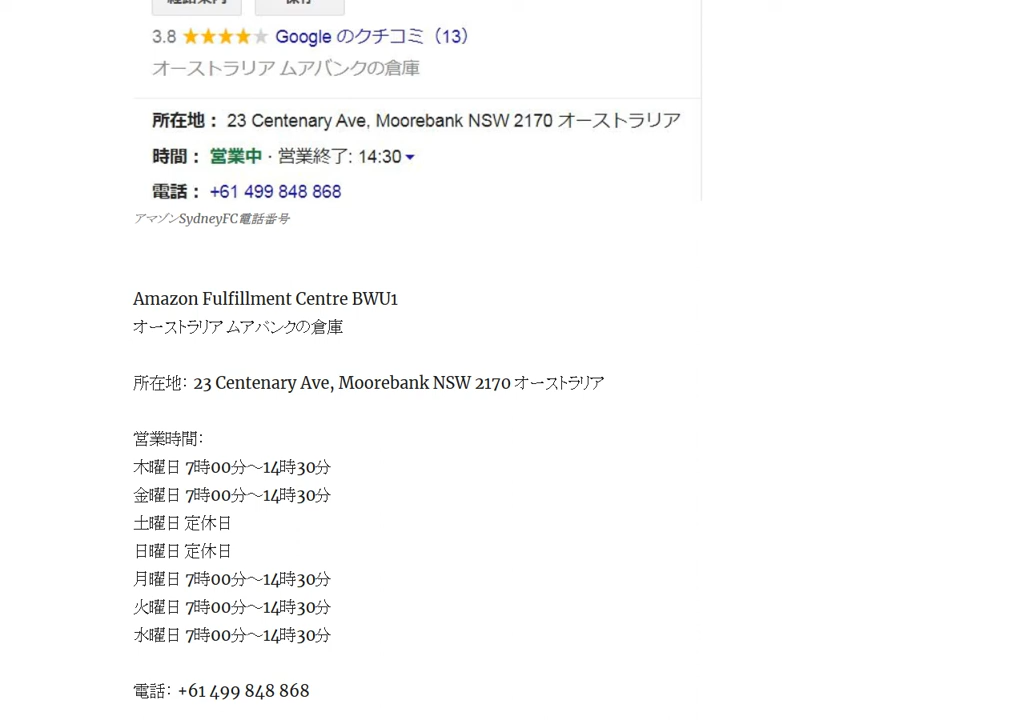 3.8 ★★★★★ Google のクチコミ（13）
オーストラリア ムアバンクの倉庫
所在地： 23 Centenary Ave, Moorebank NSW 2170 オーストラリア
時間： 営業中 · 営業終了: 14:30
電話： +61 499 848 868
アマゾンSydneyFC電話番号
Amazon Fulfillment Centre BWU1
オーストラリア ムアバンクの倉庫
所在地: 23 Centenary Ave, Moorebank NSW 2170 オーストラリア
営業時間:
木曜日 7時00分～14時30分
金曜日 7時00分～14時30分
土曜日 定休日
日曜日 定休日
月曜日 7時00分～14時30分
火曜日 7時00分～14時30分
水曜日 7時00分～14時30分
電話: +61 499 848 868